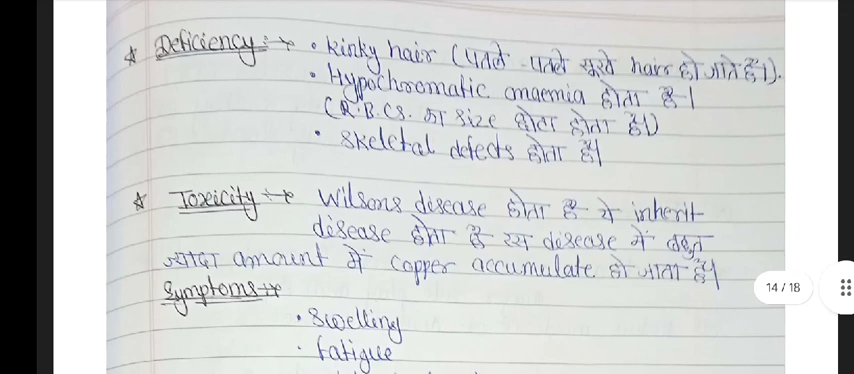 * Deficiency :→ • Kinky hair (पतले पतले सूखे hair हो जाते हैं।).
• Hypochromatic anaemia होता है।
(R.B.CS. का size छोटा होता है।)
• Skeletal defects होता है।
* Toxicity :→ Wilsons disease होता है ये inherit
disease होता है इस disease में बहुत
ज्यादा amount में copper accumulate हो जाता है।
Symptoms :→
• Swelling
• Fatigue
14 / 18